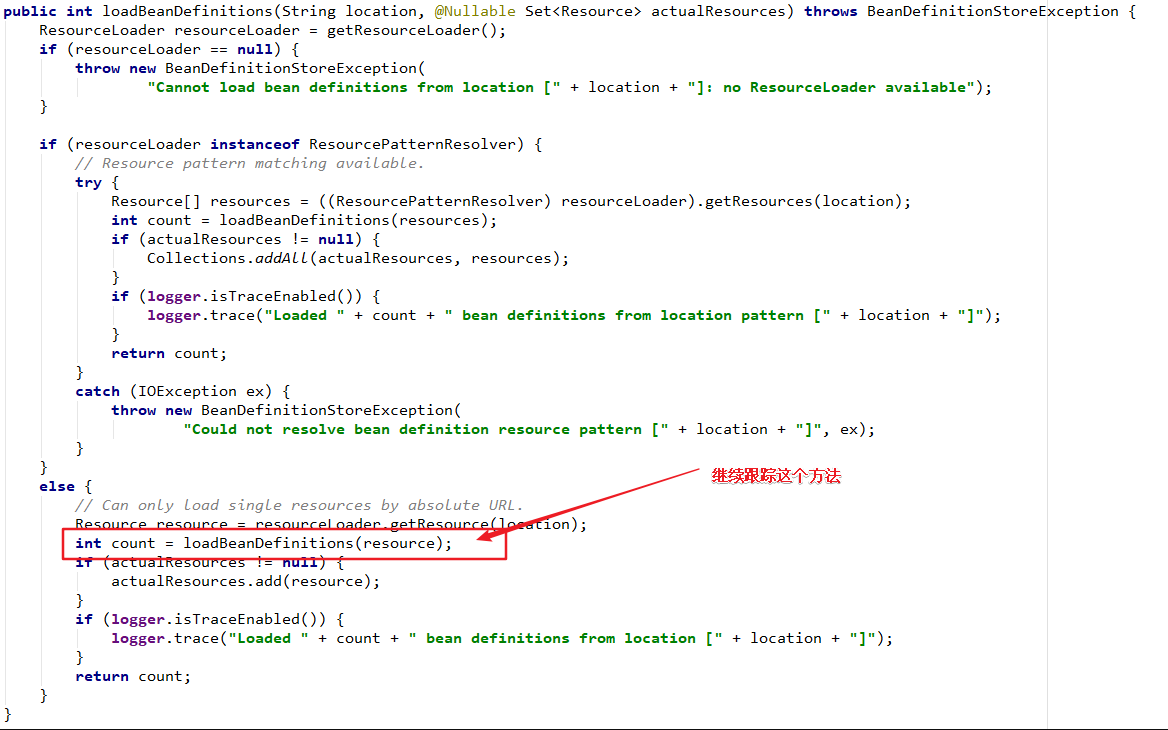 public int loadBeanDefinitions(String location, @Nullable Set<Resource> actualResources) throws BeanDefinitionStoreException {
ResourceLoader resourceLoader = getResourceLoader();
if (resourceLoader == null) {
throw new BeanDefinitionStoreException(
"Cannot load bean definitions from location [" + location + "]: no ResourceLoader available");
}
if (resourceLoader instanceof ResourcePatternResolver) {
// Resource pattern matching available.
try {
Resource[] resources = ((ResourcePatternResolver) resourceLoader).getResources(location);
int count = loadBeanDefinitions(resources);
if (actualResources != null) {
Collections.addAll(actualResources, resources);
}
if (logger.isTraceEnabled()) {
logger.trace("Loaded " + count + " bean definitions from location pattern [" + location + "]");
}
return count;
}
catch (IOException ex) {
throw new BeanDefinitionStoreException(
"Could not resolve bean definition resource pattern [" + location + "]", ex);
}
}
else {
继续跟踪这个方法
// Can only load single resources by absolute URL.
Resource resource = resourceLoader.getResource(location);
int count = loadBeanDefinitions(resource);
if (actualResources != null) {
actualResources.add(resource);
}
if (logger.isTraceEnabled()) {
logger.trace("Loaded " + count + " bean definitions from location [" + location + "]");
}
return count;
}
}